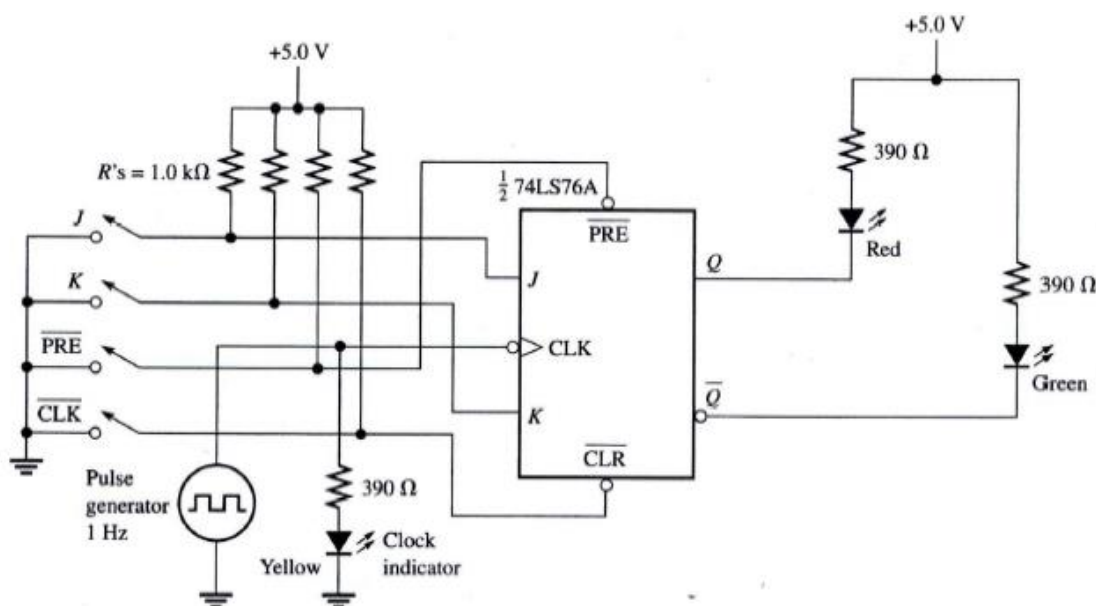 +5.0 V
+5.0 V
R's = 1.0 kΩ
390 Ω
½ 74LS76A
J
PRE
Q
Red
K
J
390 Ω
PRE
CLK
Green
Q
CLK
K
CLR
Pulse
generator
1 Hz
390 Ω
Yellow
Clock
indicator